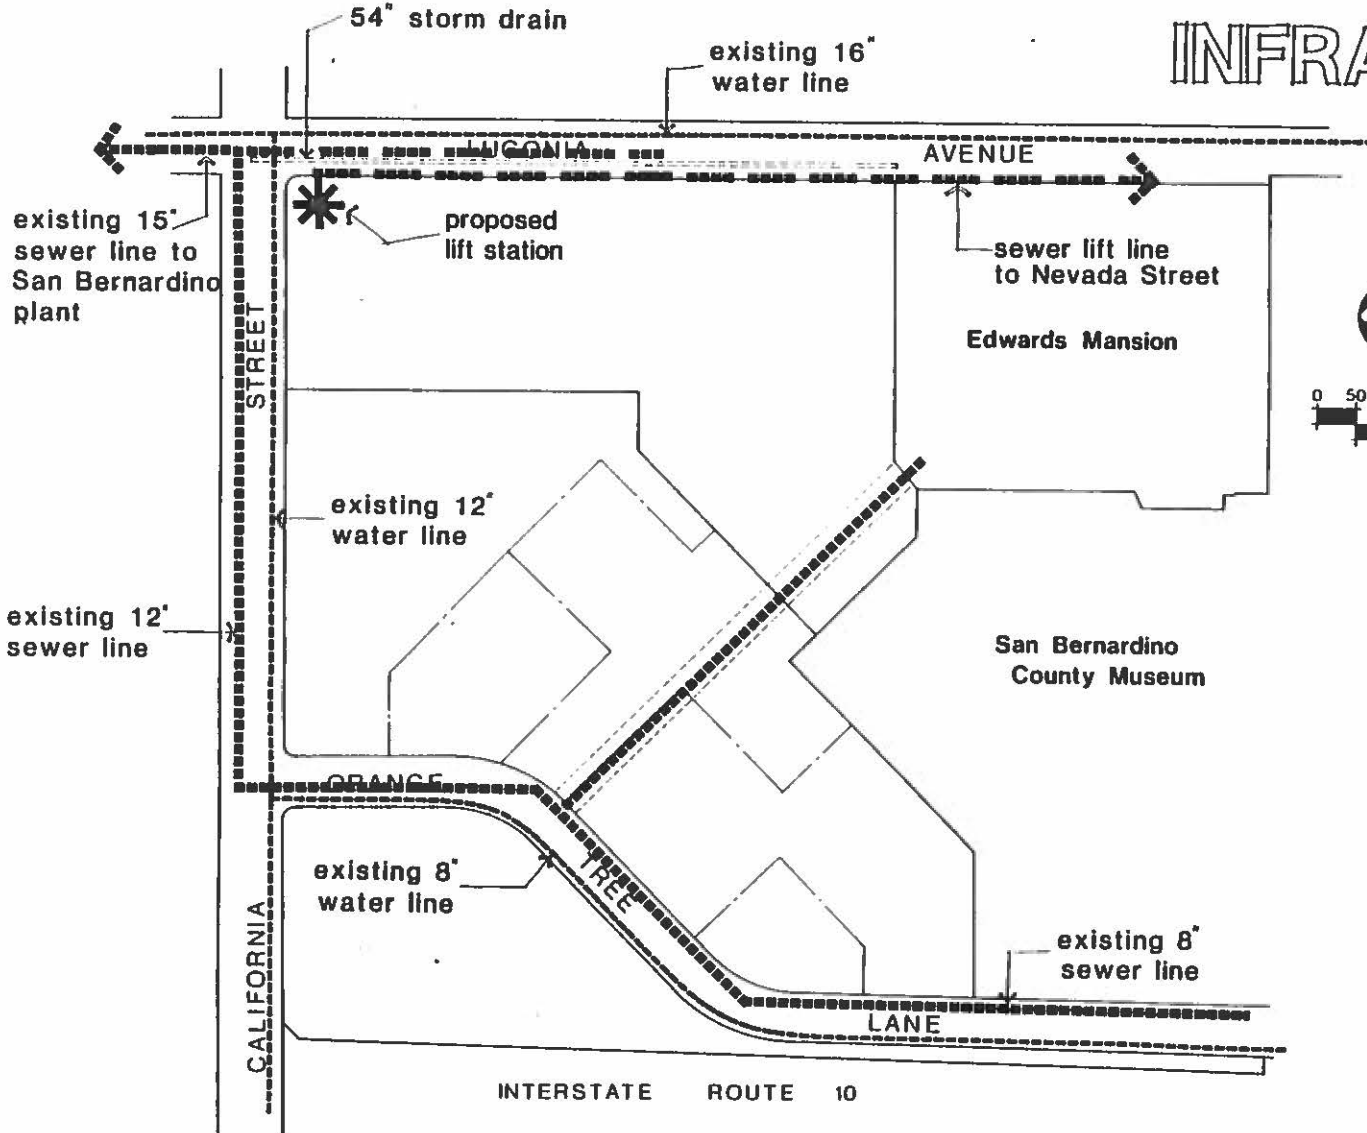 54" storm drain
INFRA
existing 16"
water line
LUGONIA
AVENUE
existing 15"
sewer line to
San Bernardino
plant
proposed
lift station
sewer lift line
to Nevada Street
STREET
Edwards Mansion
0 50
existing 12"
water line
existing 12"
sewer line
San Bernardino
County Museum
ORANGE
existing 8"
water line
TREE
CALIFORNIA
existing 8"
sewer line
LANE
INTERSTATE ROUTE 10